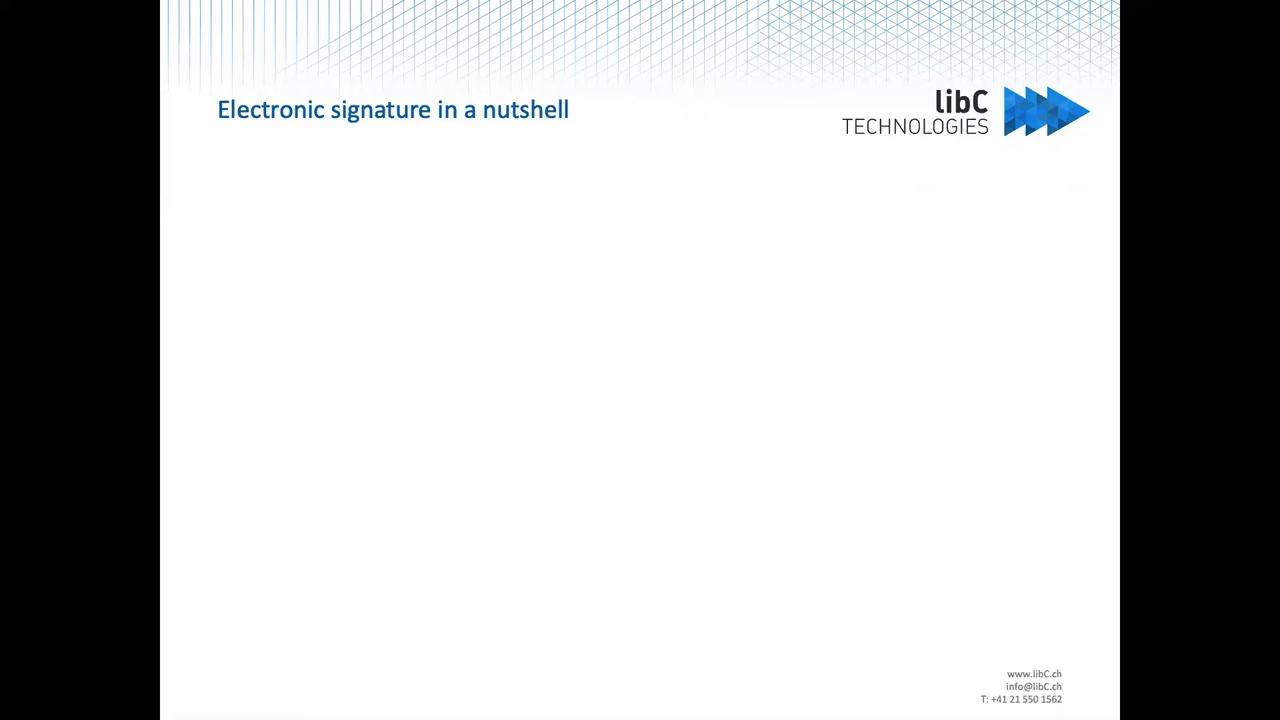 Electronic signature in a nutshell
libC
TECHNOLOGIES
www.libC.ch
info@libC.ch
T: +41 21 550 1562